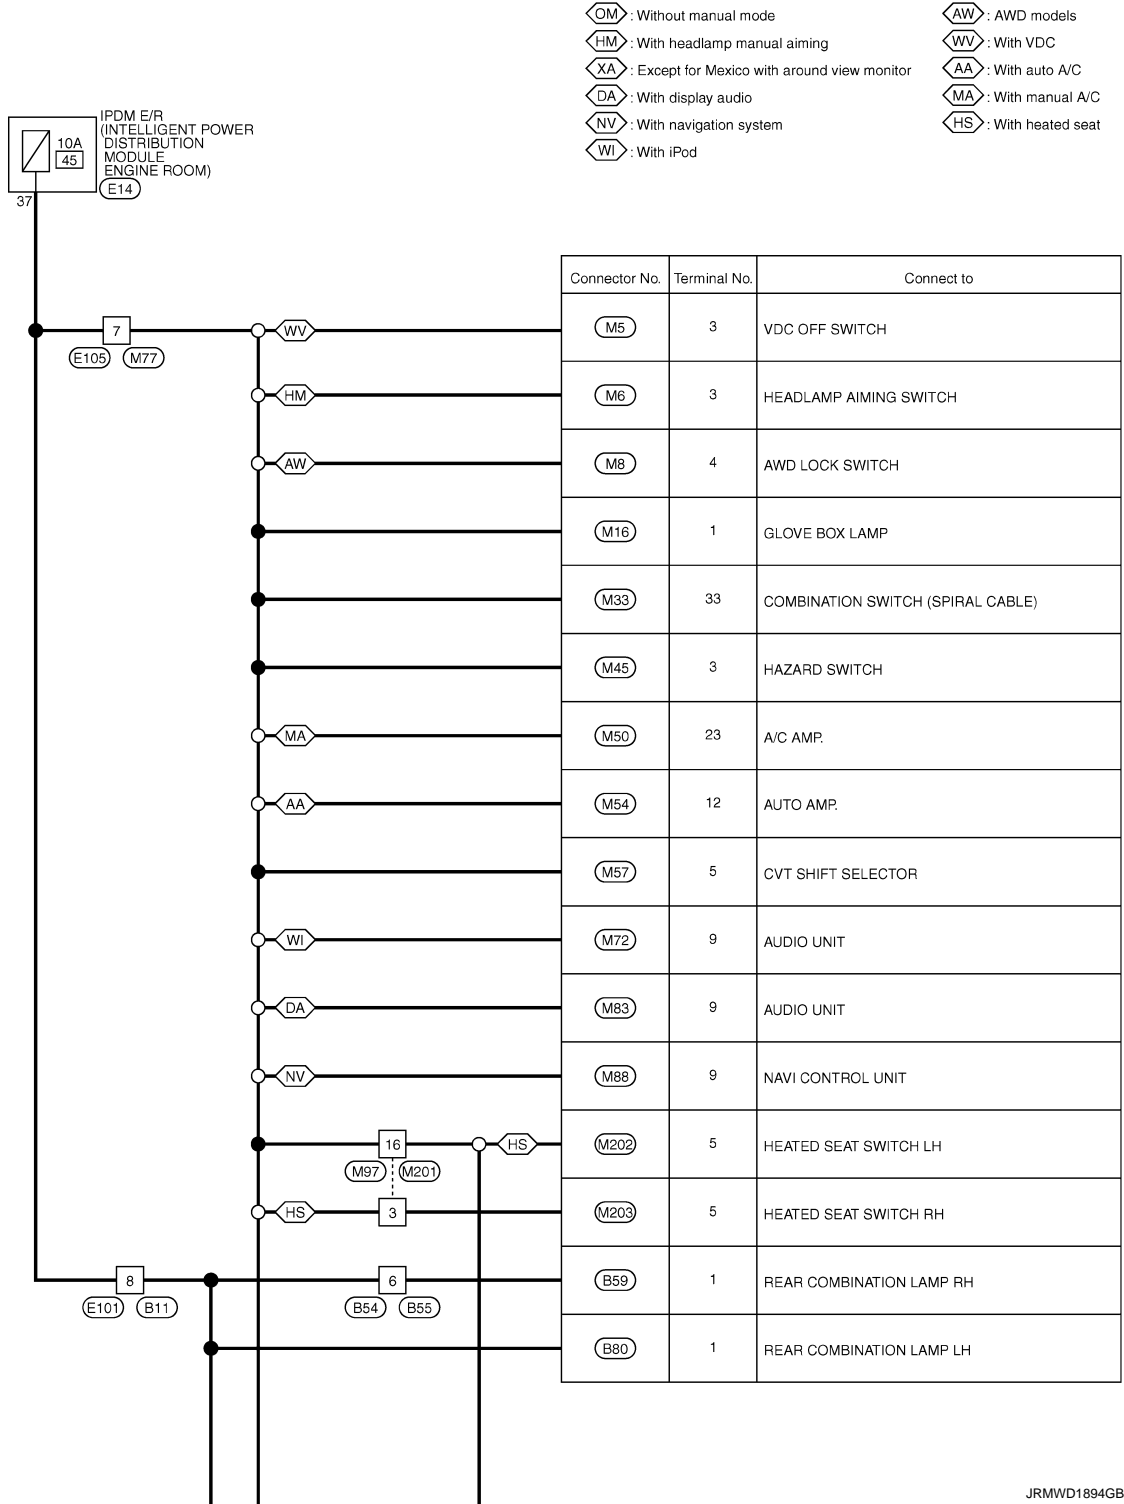 OM : Without manual mode
HM : With headlamp manual aiming
XA : Except for Mexico with around view monitor
DA : With display audio
NV : With navigation system
WI : With iPod
AW : AWD models
WV : With VDC
AA : With auto A/C
MA : With manual A/C
HS : With heated seat
10A
45
IPDM E/R
(INTELLIGENT POWER
DISTRIBUTION
MODULE
ENGINE ROOM)
E14
37
Connector No. Terminal No. Connect to
7 WV M5 3 VDC OFF SWITCH
E105 M77
HM M6 3 HEADLAMP AIMING SWITCH
AW M8 4 AWD LOCK SWITCH
M16 1 GLOVE BOX LAMP
M33 33 COMBINATION SWITCH (SPIRAL CABLE)
M45 3 HAZARD SWITCH
MA M50 23 A/C AMP.
AA M54 12 AUTO AMP.
M57 5 CVT SHIFT SELECTOR
WI M72 9 AUDIO UNIT
DA M83 9 AUDIO UNIT
NV M88 9 NAVI CONTROL UNIT
16 HS M202 5 HEATED SEAT SWITCH LH
M97 M201
HS 3 M203 5 HEATED SEAT SWITCH RH
8 6 B59 1 REAR COMBINATION LAMP RH
E101 B11 B54 B55
B80 1 REAR COMBINATION LAMP LH
JRMWD1894GB